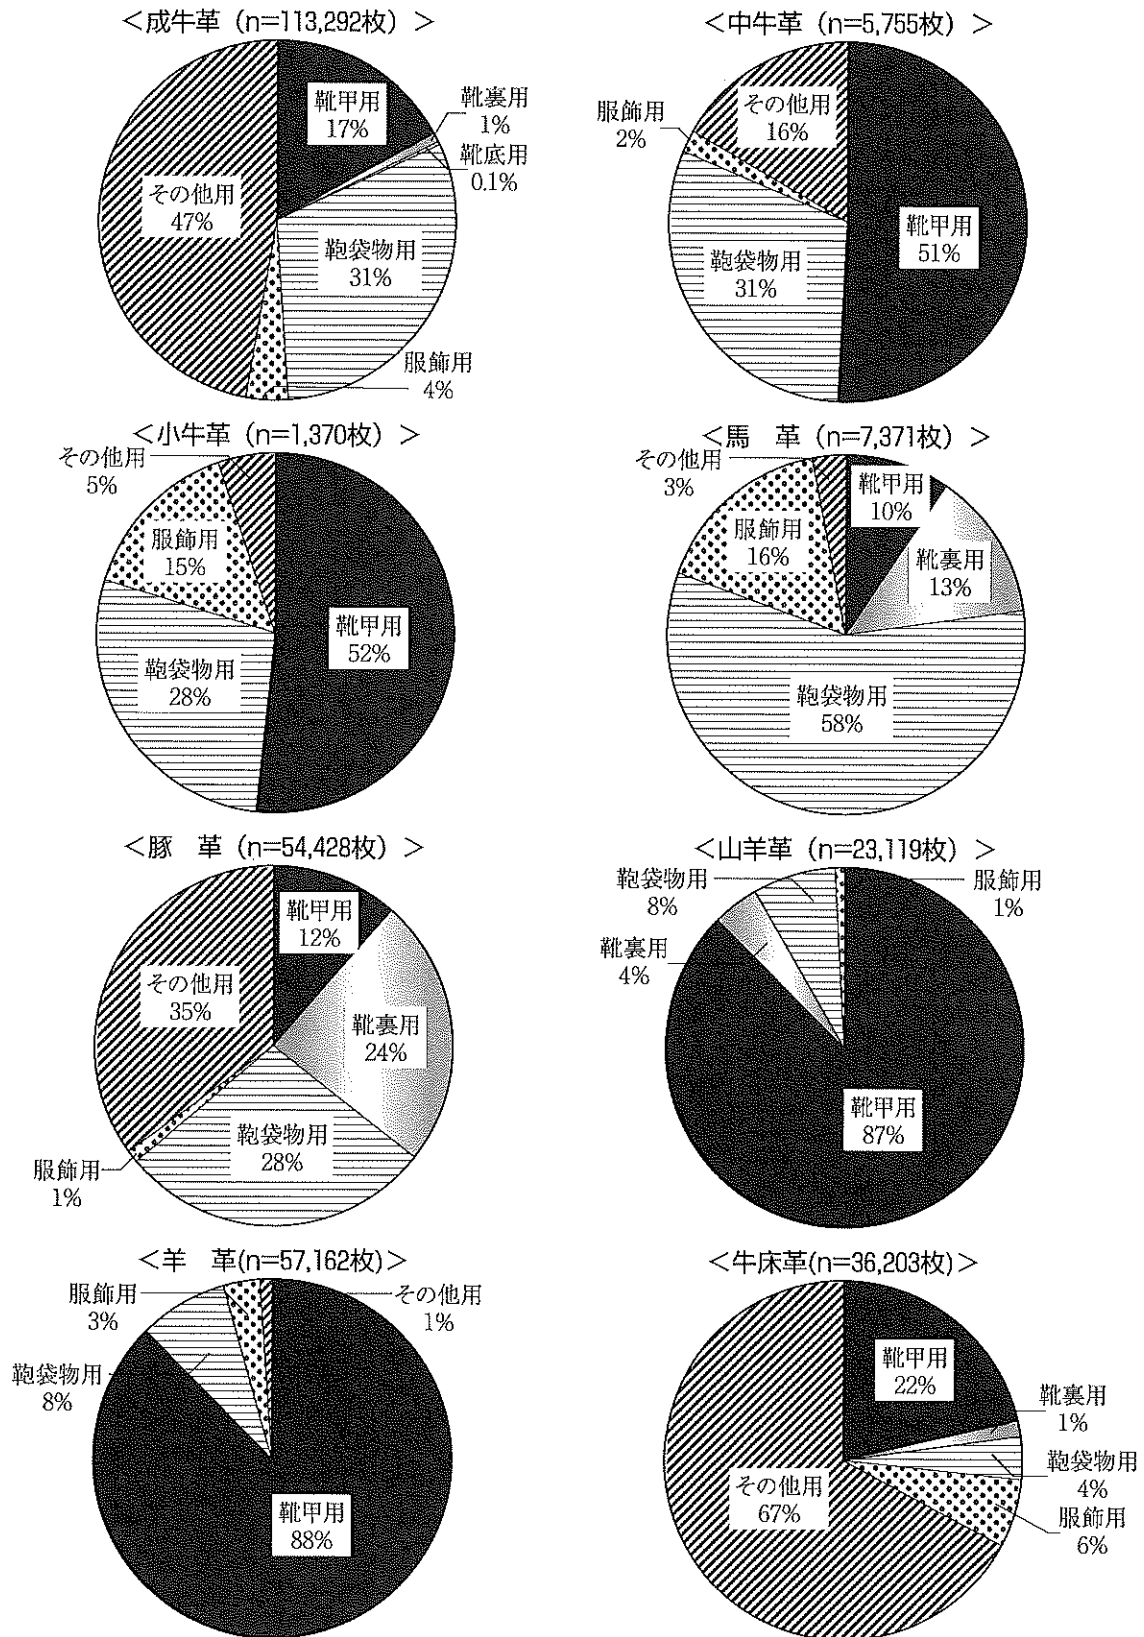 ＜成牛革（n=113,292枚）＞
靴甲用
17%
靴裏用
1%
靴底用
0.1%
鞄袋物用
31%
服飾用
4%
その他用
47%
＜中牛革（n=5,755枚）＞
靴甲用
51%
鞄袋物用
31%
服飾用
2%
その他用
16%
＜小牛革（n=1,370枚）＞
靴甲用
52%
鞄袋物用
28%
服飾用
15%
その他用
5%
＜馬　革（n=7,371枚）＞
靴甲用
10%
靴裏用
13%
鞄袋物用
58%
服飾用
16%
その他用
3%
＜豚　革（n=54,428枚）＞
靴甲用
12%
靴裏用
24%
鞄袋物用
28%
服飾用
1%
その他用
35%
＜山羊革（n=23,119枚）＞
靴甲用
87%
靴裏用
4%
鞄袋物用
8%
服飾用
1%
＜羊　革(n=57,162枚)＞
靴甲用
88%
鞄袋物用
8%
服飾用
3%
その他用
1%
＜牛床革(n=36,203枚)＞
靴甲用
22%
靴裏用
1%
鞄袋物用
4%
服飾用
6%
その他用
67%